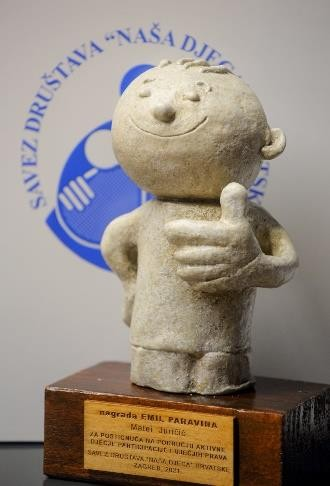 SAVEZ DRUŠTAVA "NAŠA DJEC
nagrada EMIL PARAVINA
Matej Juričić
ZA POSTIGNUĆA NA PODRUČJU AKTIVNE
DJEČJE PARTICIPACIJE I DJEČJIH PRAVA
SAVEZ DRUŠTAVA "NAŠA DJECA" HRVATSKE
ZAGREB, 2021.